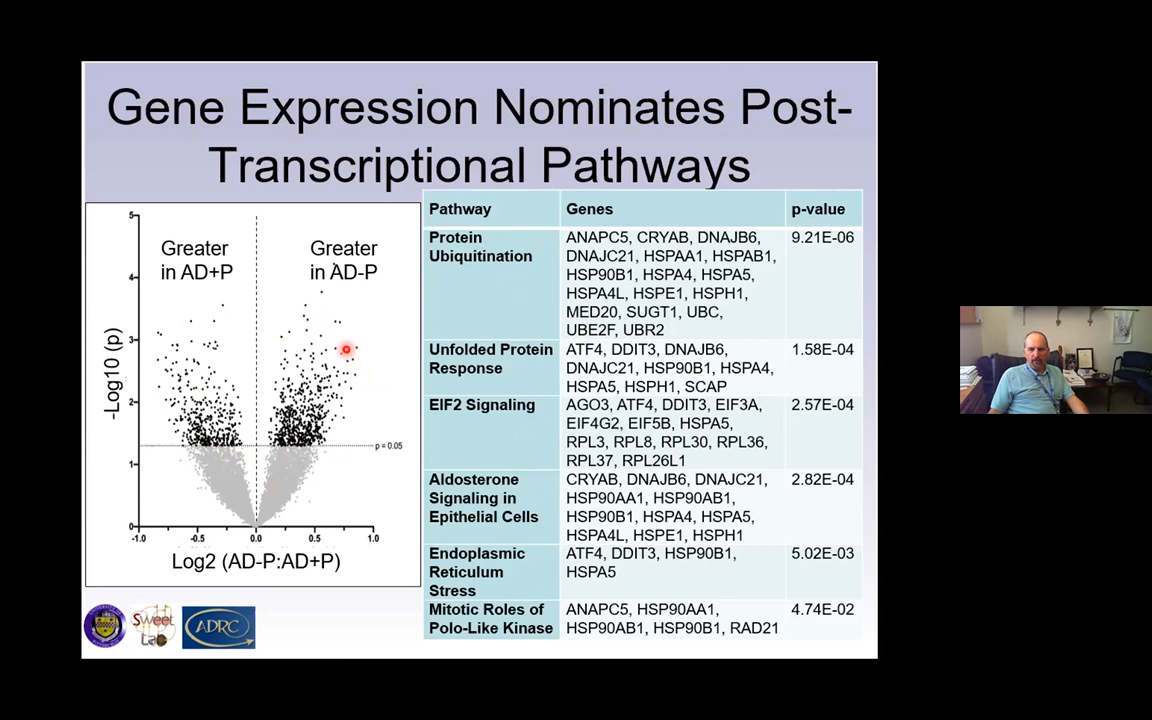 Gene Expression Nominates Post-
Transcriptional Pathways
5
4
3
2
1
0
-1.0
-0.5
0.0
0.5
1.0
-Log10 (p)
Log2 (AD-P:AD+P)
Greater
in AD+P
Greater
in AD-P
p = 0.05
Pathway Genes p-value
Protein
Ubiquitination
ANAPC5, CRYAB, DNAJB6,
DNAJC21, HSPAA1, HSPAB1,
HSP90B1, HSPA4, HSPA5,
HSPA4L, HSPE1, HSPH1,
MED20, SUGT1, UBC,
UBE2F, UBR2
9.21E-06
Unfolded Protein
Response
ATF4, DDIT3, DNAJB6,
DNAJC21, HSP90B1, HSPA4,
HSPA5, HSPH1, SCAP
1.58E-04
EIF2 Signaling
AGO3, ATF4, DDIT3, EIF3A,
EIF4G2, EIF5B, HSPA5,
RPL3, RPL8, RPL30, RPL36,
RPL37, RPL26L1
2.57E-04
Aldosterone
Signaling in
Epithelial Cells
CRYAB, DNAJB6, DNAJC21,
HSP90AA1, HSP90AB1,
HSP90B1, HSPA4, HSPA5,
HSPA4L, HSPE1, HSPH1
2.82E-04
Endoplasmic
Reticulum
Stress
ATF4, DDIT3, HSP90B1,
HSPA5
5.02E-03
Mitotic Roles of
Polo-Like Kinase
ANAPC5, HSP90AA1,
HSP90AB1, HSP90B1, RAD21
4.74E-02
Sweet
Lab
ADRC